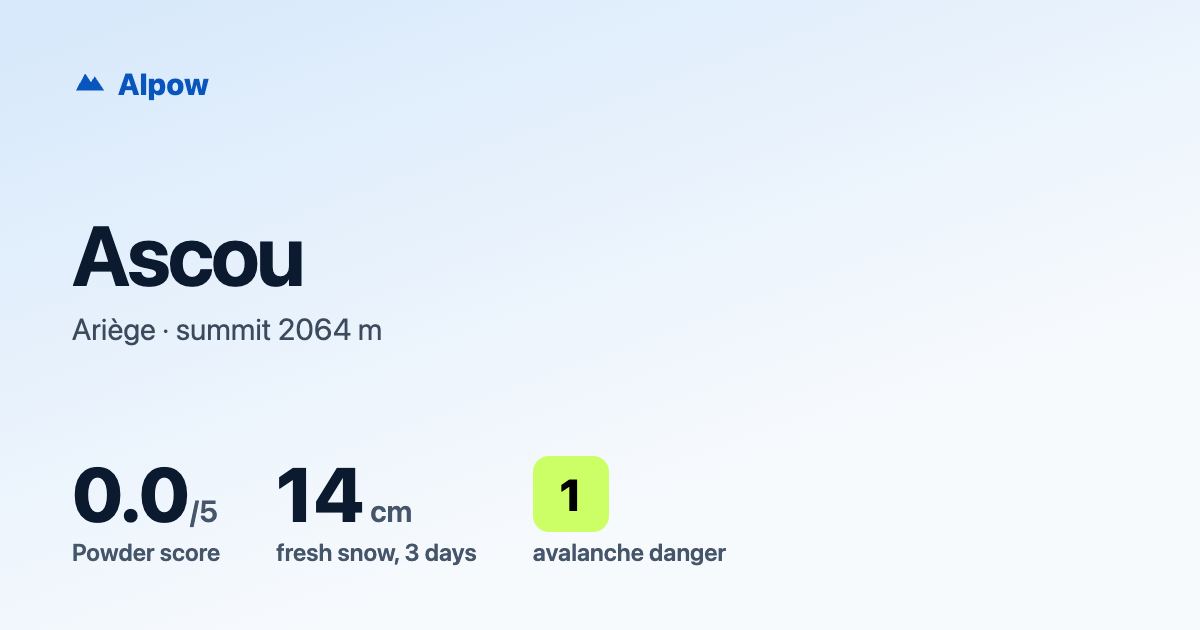 Alpow
Ascou
Ariège · summit 2064 m
0.0/5
Powder score
14 cm
fresh snow, 3 days
1
avalanche danger